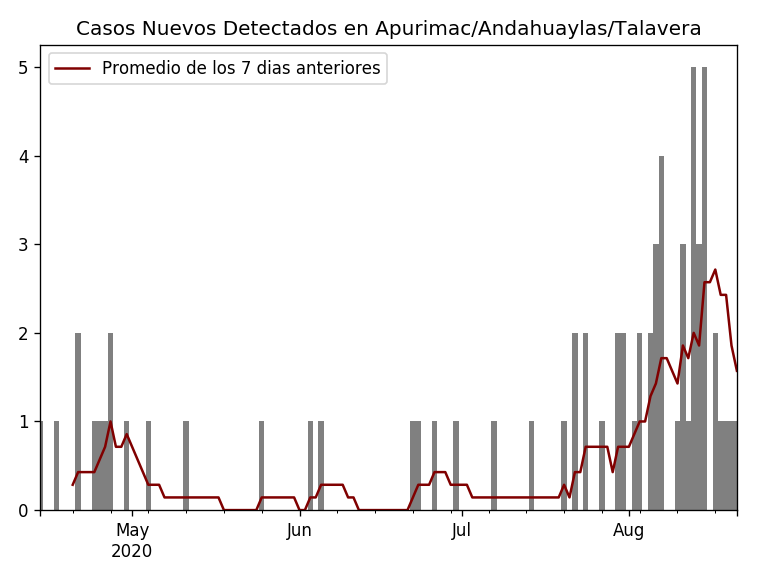 Casos Nuevos Detectados en Apurimac/Andahuaylas/Talavera
Promedio de los 7 dias anteriores
5
4
3
2
1
0
May Jun Jul Aug
2020